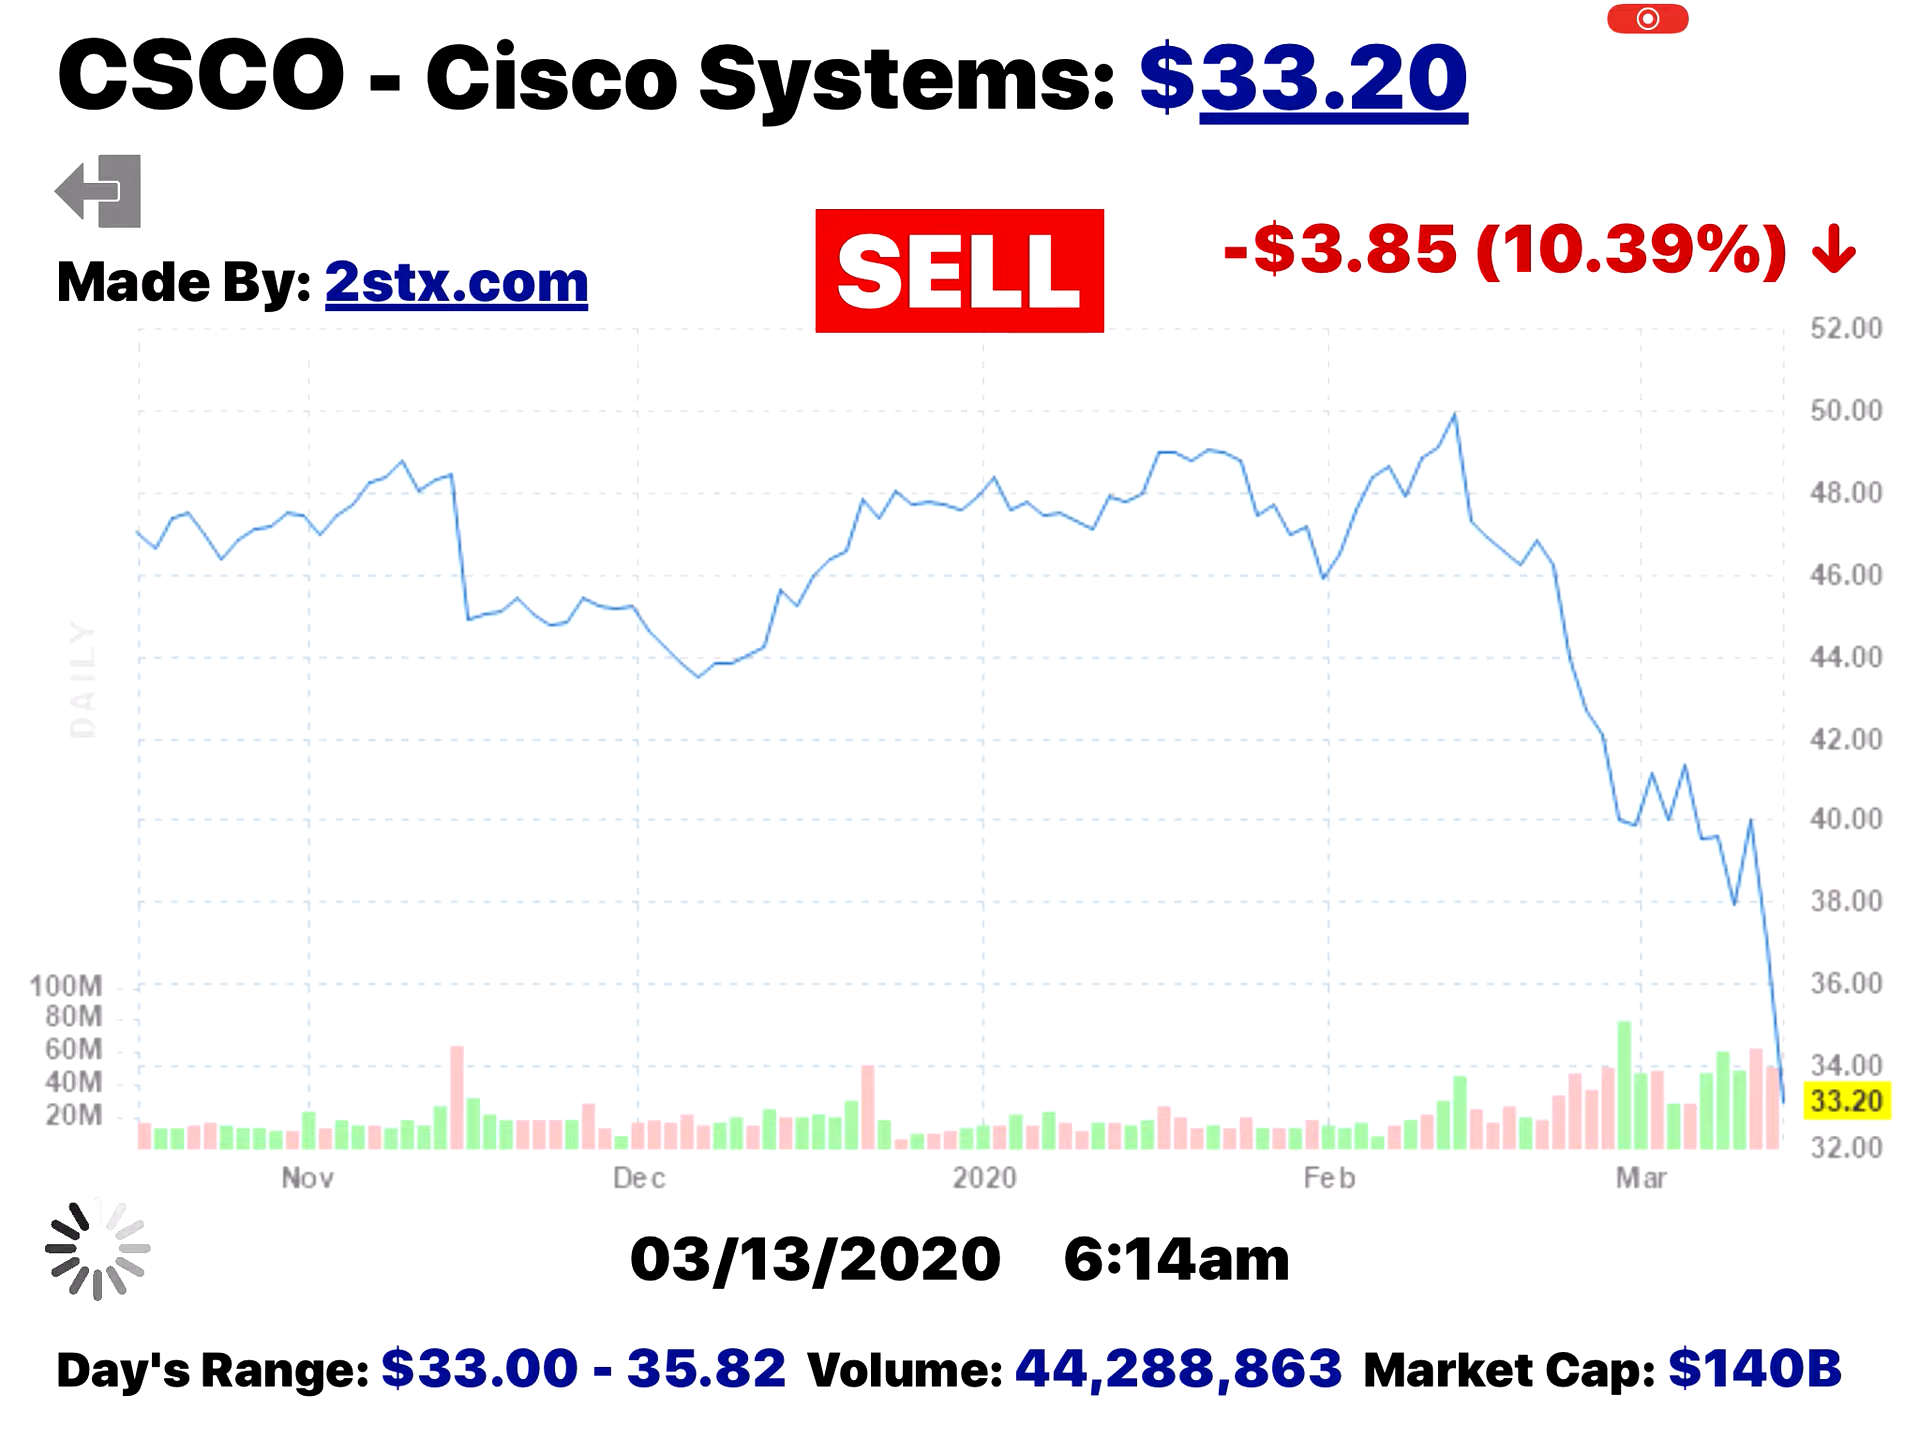 CSCO - Cisco Systems: $33.20
Made By: 2stx.com
SELL
-$3.85 (10.39%) ↓
52.00
50.00
48.00
46.00
44.00
42.00
40.00
38.00
36.00
34.00
33.20
32.00
DAILY
100M
80M
60M
40M
20M
Nov Dec 2020 Feb Mar
03/13/2020 6:14am
Day's Range: $33.00 - 35.82 Volume: 44,288,863 Market Cap: $140B